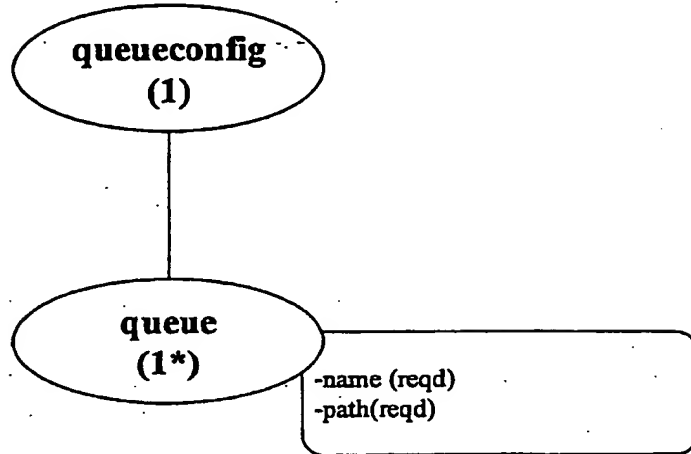 queueconfig
(1)
queue
(1*)
-name (reqd)
-path(reqd)